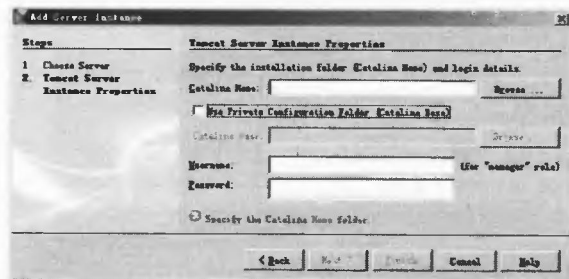 Add Server Instance
Steps
1 Choose Server
2. Tomcat Server
Instance Properties
Tomcat Server Instance Properties
Specify the installation folder (Catalina Home) and login details.
Catalina Home:
Browse ...
Use Private Configuration Folder (Catalina Base)
Catalina Base:
Browse...
Username:
(for "manager" role)
Password:
Specify the Catalina Home folder.
< Back
Next >
Finish
Cancel
Help